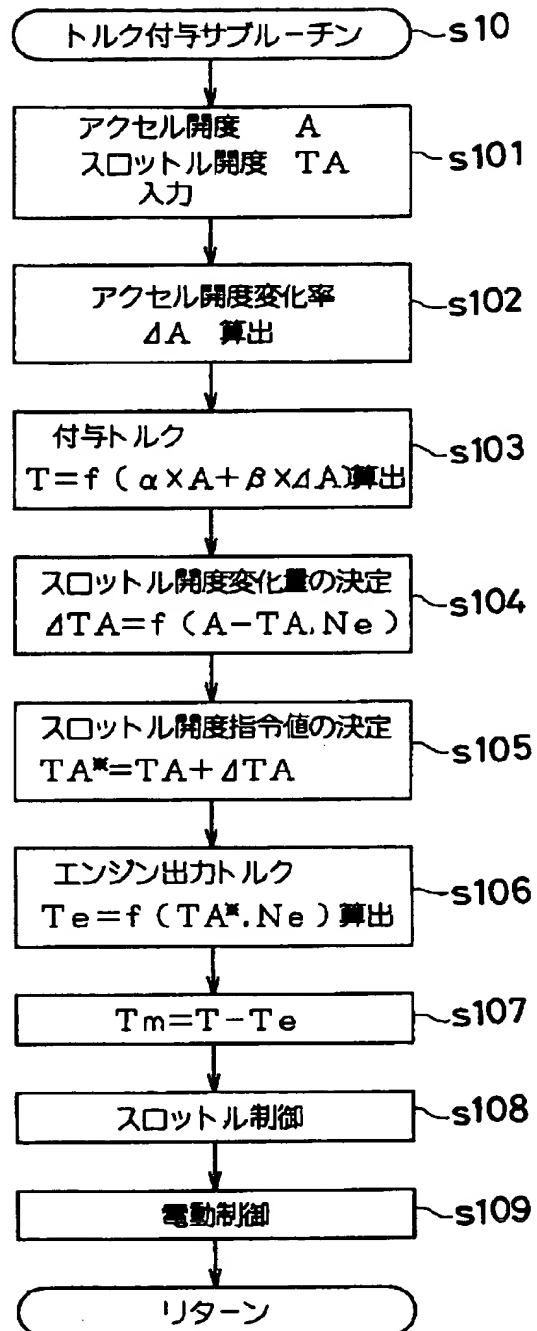 トルク付与サブルーチン s10
アクセル開度 A
スロットル開度 TA
入力
s101
アクセル開度変化率
⊿A 算出
s102
付与トルク
T=f(α×A+β×⊿A)算出
s103
スロットル開度変化量の決定
⊿TA=f(A-TA.Ne)
s104
スロットル開度指令値の決定
TA*=TA+⊿TA
s105
エンジン出力トルク
Te=f(TA*.Ne)算出
s106
Tm=T-Te s107
スロットル制御 s108
電動制御 s109
リターン